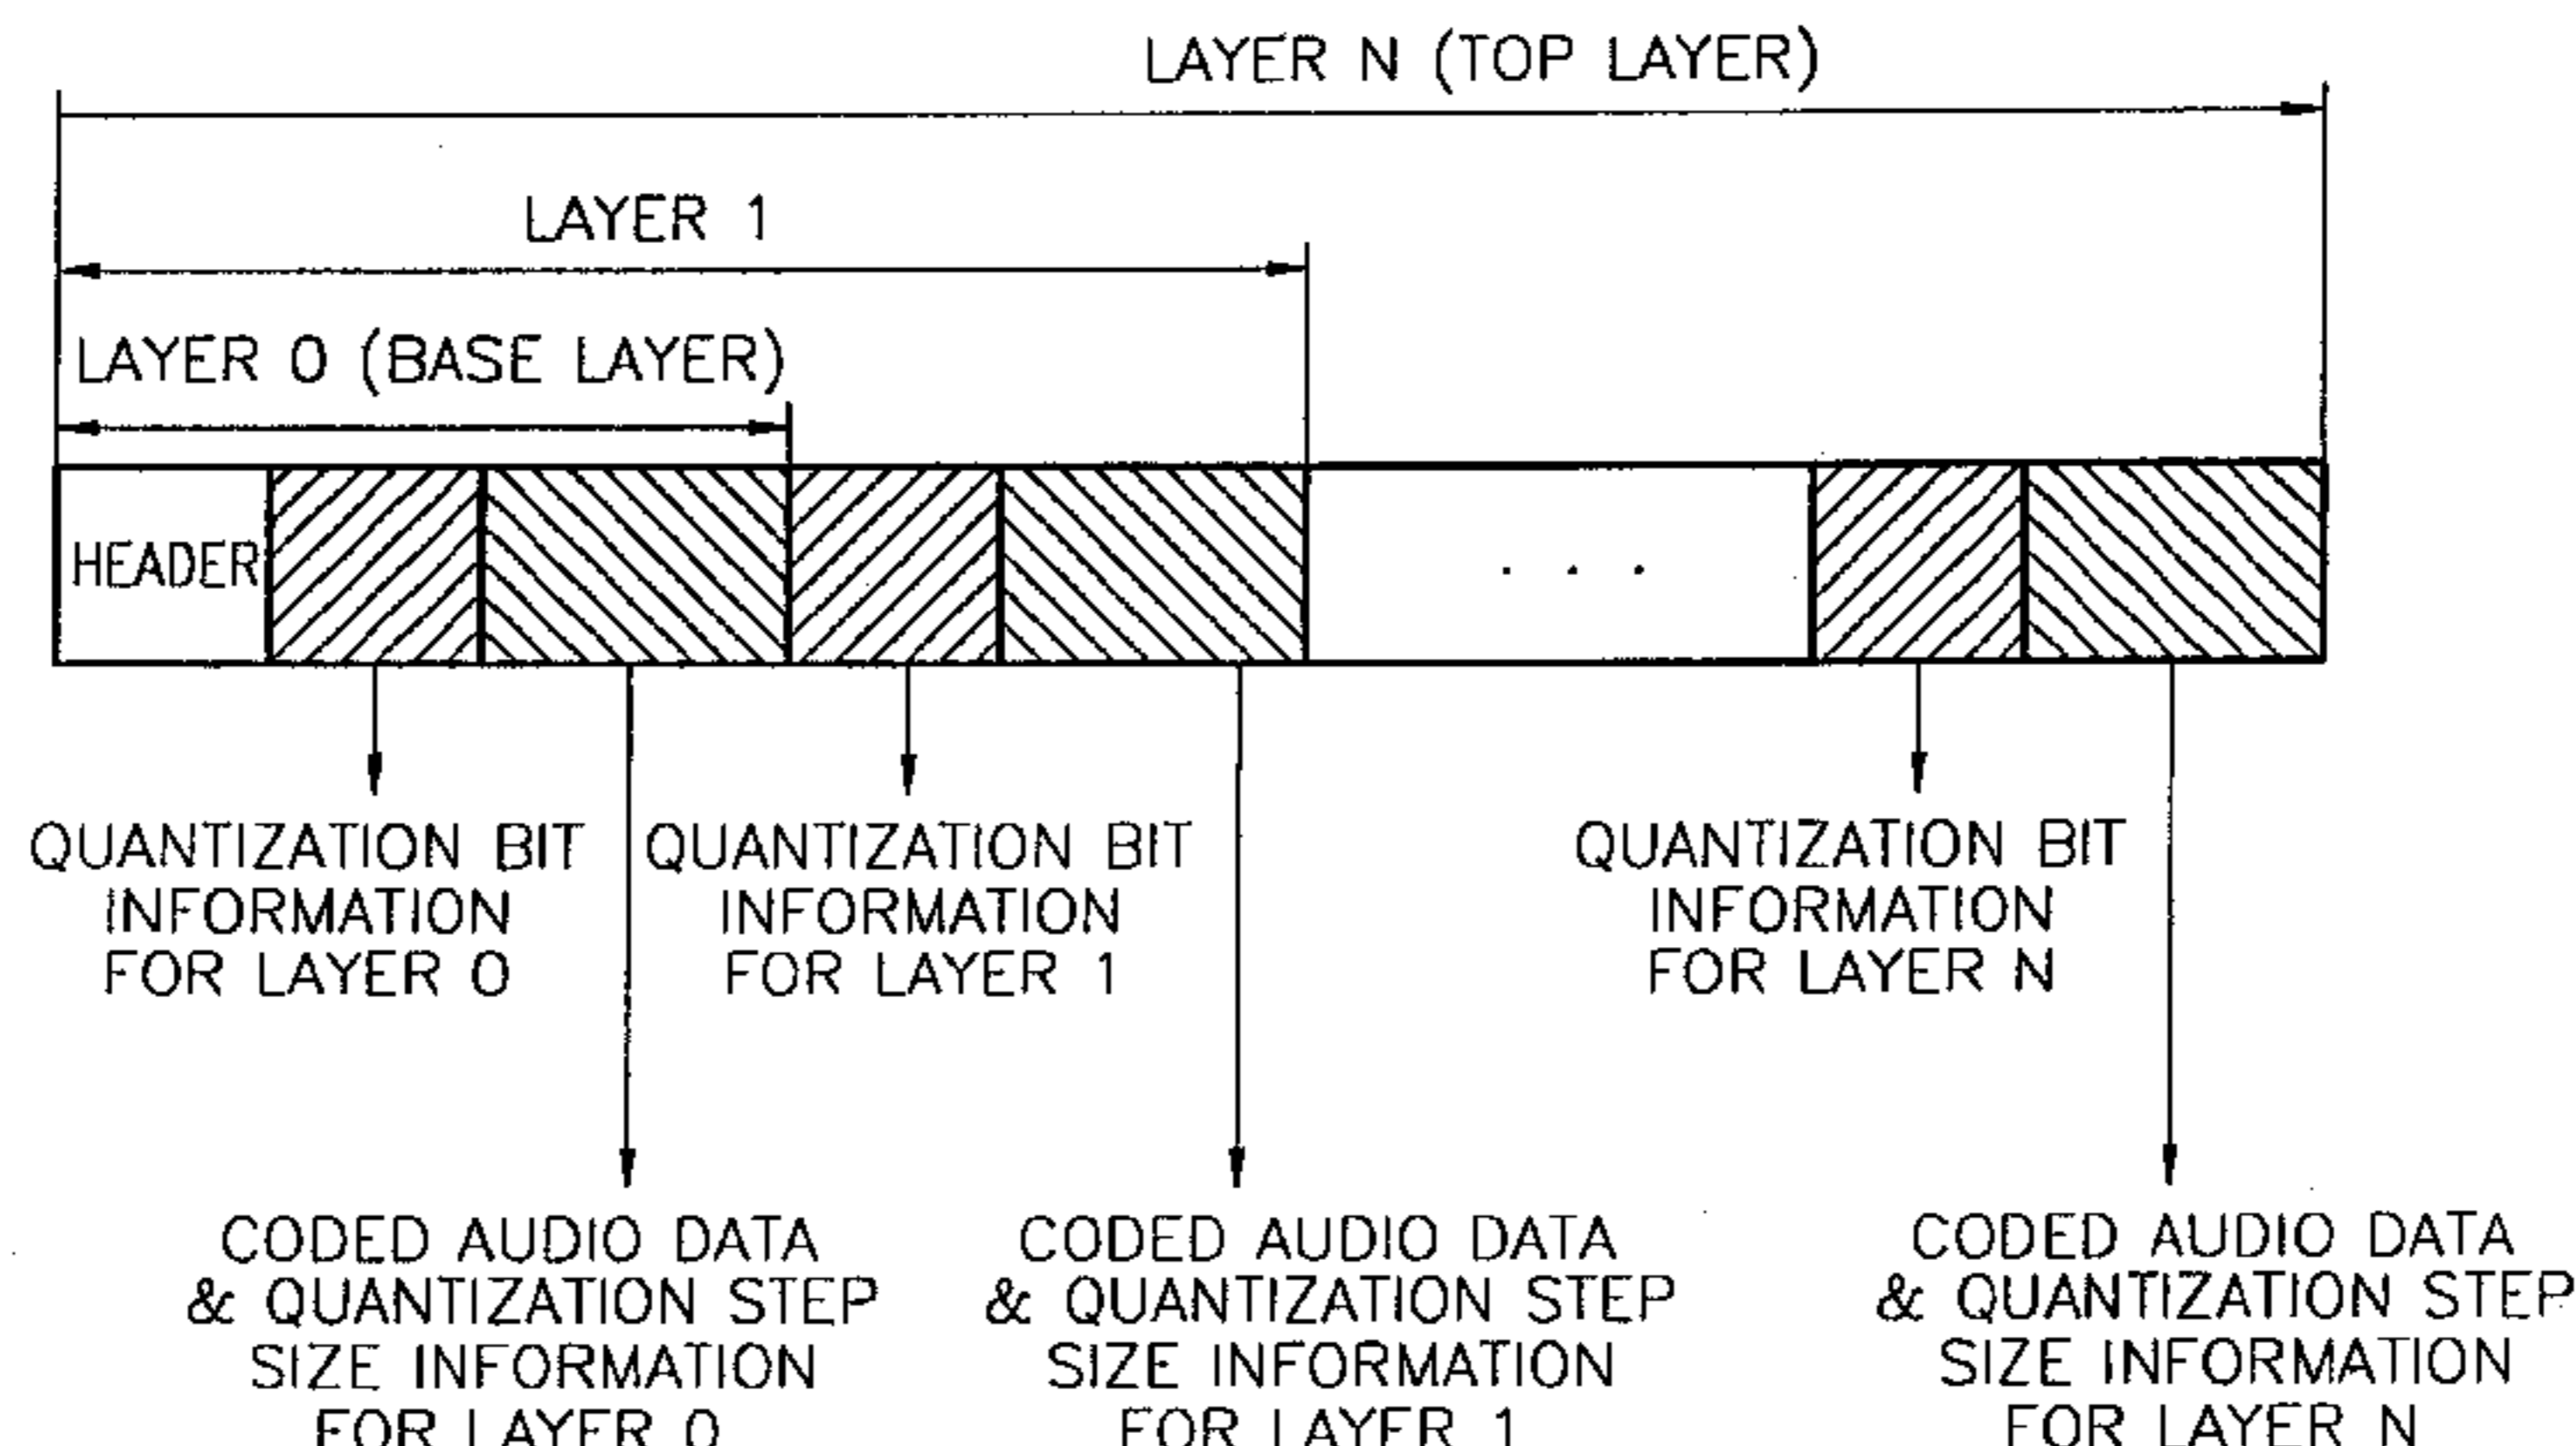 LAYER N (TOP LAYER)
LAYER 1
LAYER 0 (BASE LAYER)
HEADER
. . .
QUANTIZATION BIT
INFORMATION
FOR LAYER 0
QUANTIZATION BIT
INFORMATION
FOR LAYER 1
QUANTIZATION BIT
INFORMATION
FOR LAYER N
CODED AUDIO DATA
& QUANTIZATION STEP
SIZE INFORMATION
FOR LAYER 0
CODED AUDIO DATA
& QUANTIZATION STEP
SIZE INFORMATION
FOR LAYER 1
CODED AUDIO DATA
& QUANTIZATION STEP
SIZE INFORMATION
FOR LAYER N